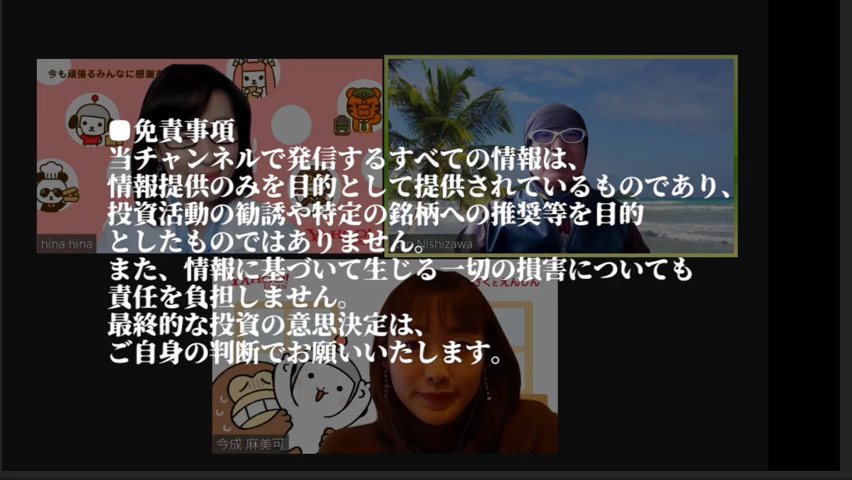 今も頑張るみんなに感謝
■免責事項
当チャンネルで発信するすべての情報は、
情報提供のみを目的として提供されているものであり、
投資活動の勧誘や特定の銘柄への推奨等を目的
としたものではありません。
また、情報に基づいて生じる一切の損害についても
責任を負担しません。
最終的な投資の意思決定は、
ご自身の判断でお願いいたします。
hina hina
Nishizawa
今成 麻美可